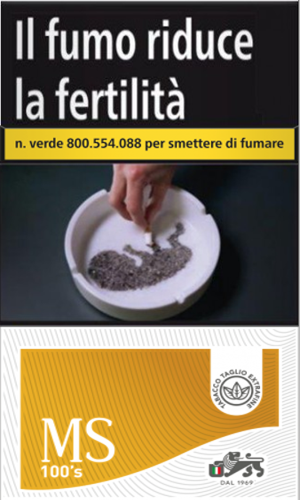 Il fumo riduce
la fertilità
n. verde 800.554.088 per smettere di fumare
TABACCO TAGLIO EXTRAFINE
MS
100's
DAL 1969